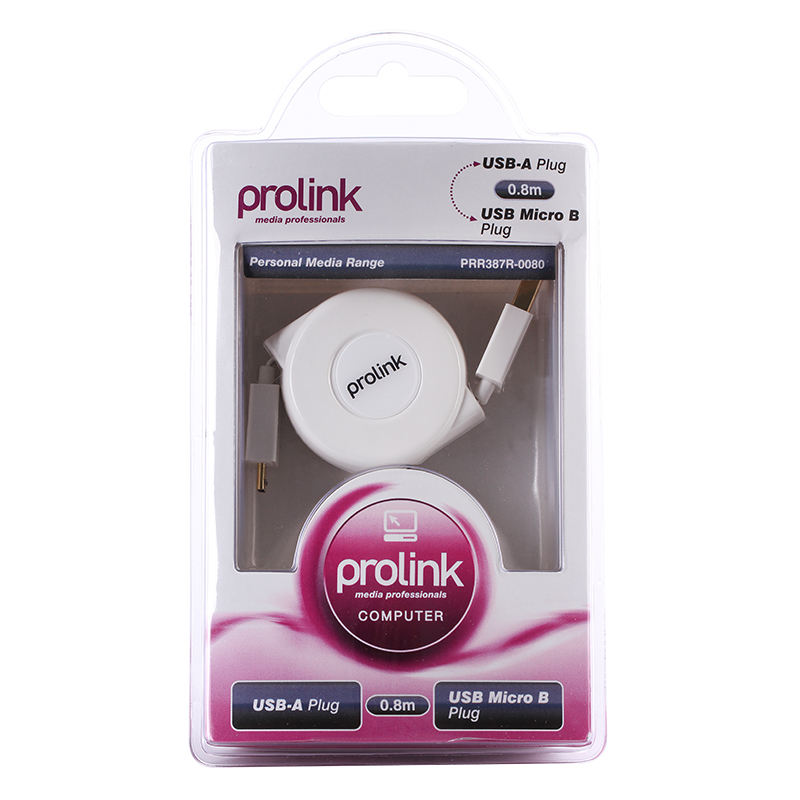 prolink
media professionals
USB-A Plug
0.8m
USB Micro B
Plug
Personal Media Range
PRR387R-0080
prolink
prolink
media professionals
COMPUTER
USB-A Plug
0.8m
USB Micro B
Plug